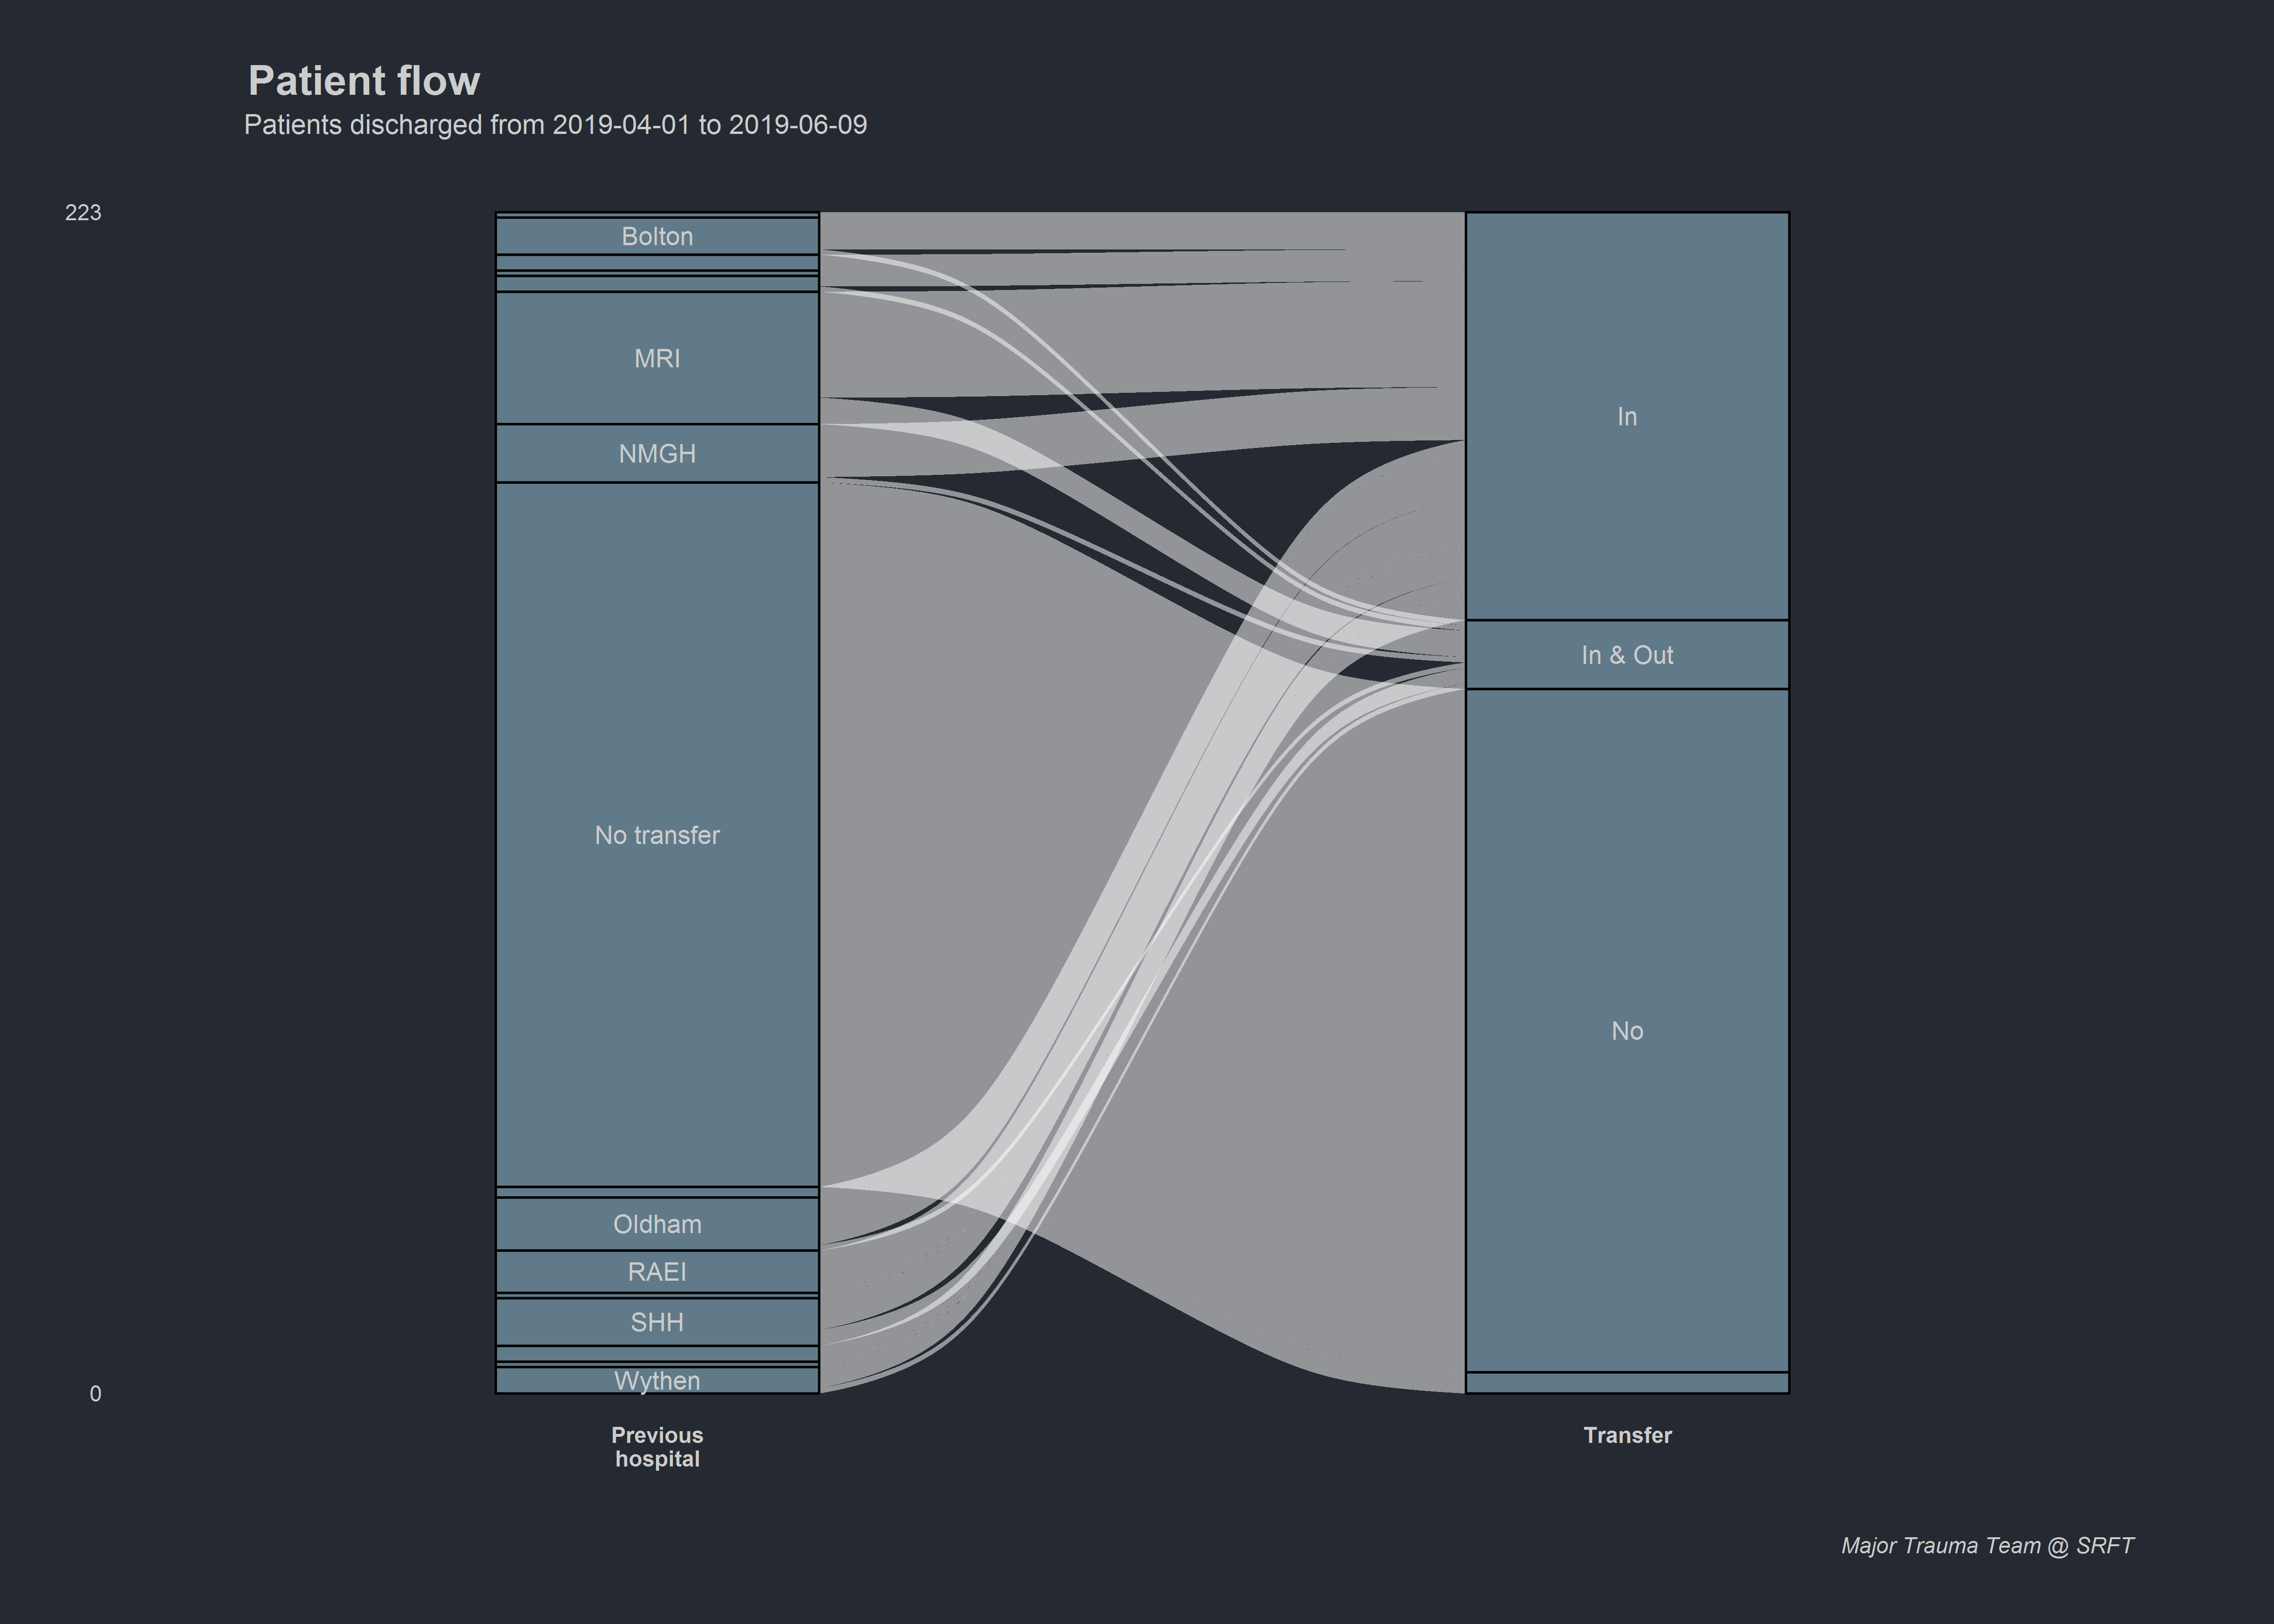 Patient flow
Patients discharged from 2019-04-01 to 2019-06-09
223
Bolton
MRI
NMGH
No transfer
Oldham
RAEI
SHH
Wythen
In
In & Out
No
0
Previous
hospital
Transfer
Major Trauma Team @ SRFT